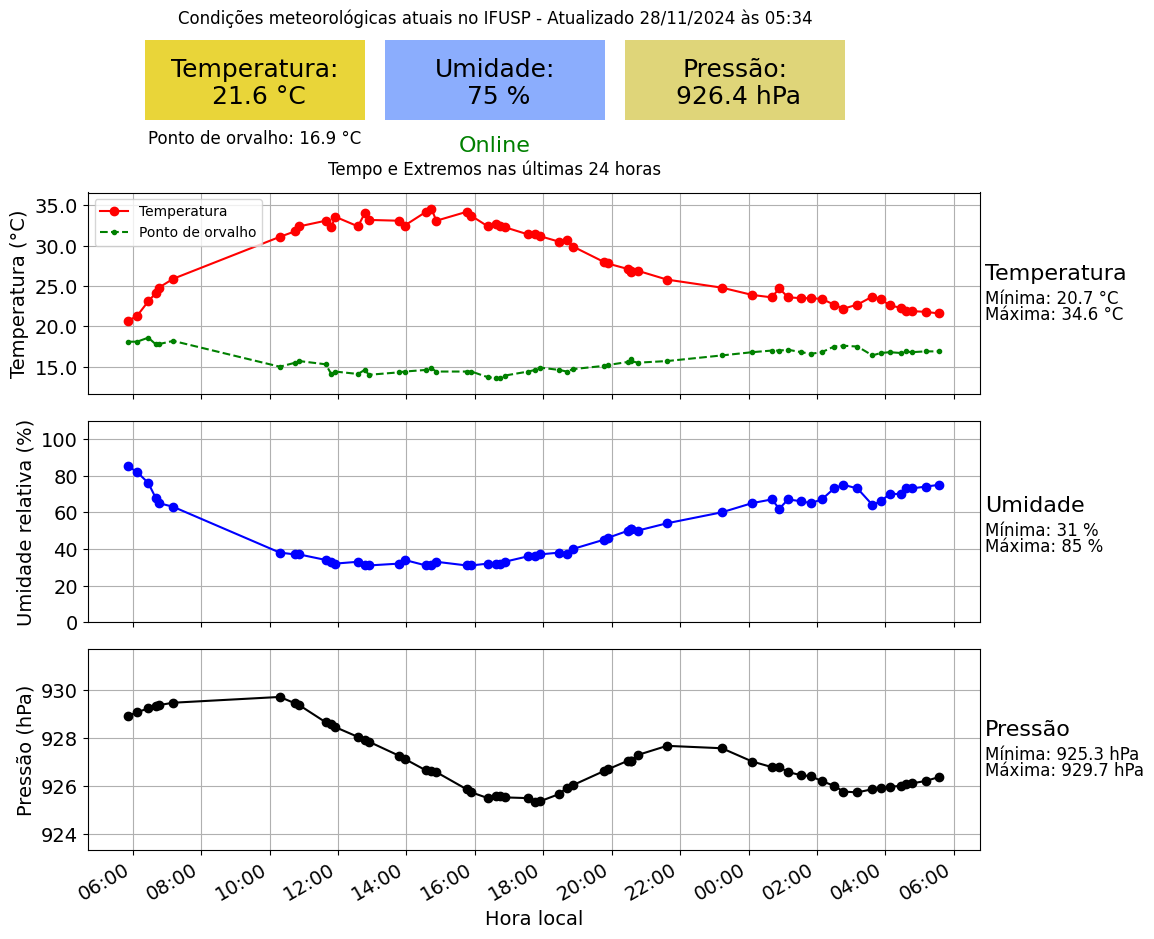 Condições meteorológicas atuais no IFUSP - Atualizado 28/11/2024 às 05:34
Temperatura:
21.6 °C
Umidade:
75 %
Pressão:
926.4 hPa
Ponto de orvalho: 16.9 °C
Online
Tempo e Extremos nas últimas 24 horas
Temperatura (°C)
35.0
30.0
25.0
20.0
15.0
Temperatura
Ponto de orvalho
Temperatura
Mínima: 20.7 °C
Máxima: 34.6 °C
Umidade relativa (%)
100
80
60
40
20
0
Umidade
Mínima: 31 %
Máxima: 85 %
Pressão (hPa)
930
928
926
924
Pressão
Mínima: 925.3 hPa
Máxima: 929.7 hPa
06:00 08:00 10:00 12:00 14:00 16:00 18:00 20:00 22:00 00:00 02:00 04:00 06:00
Hora local